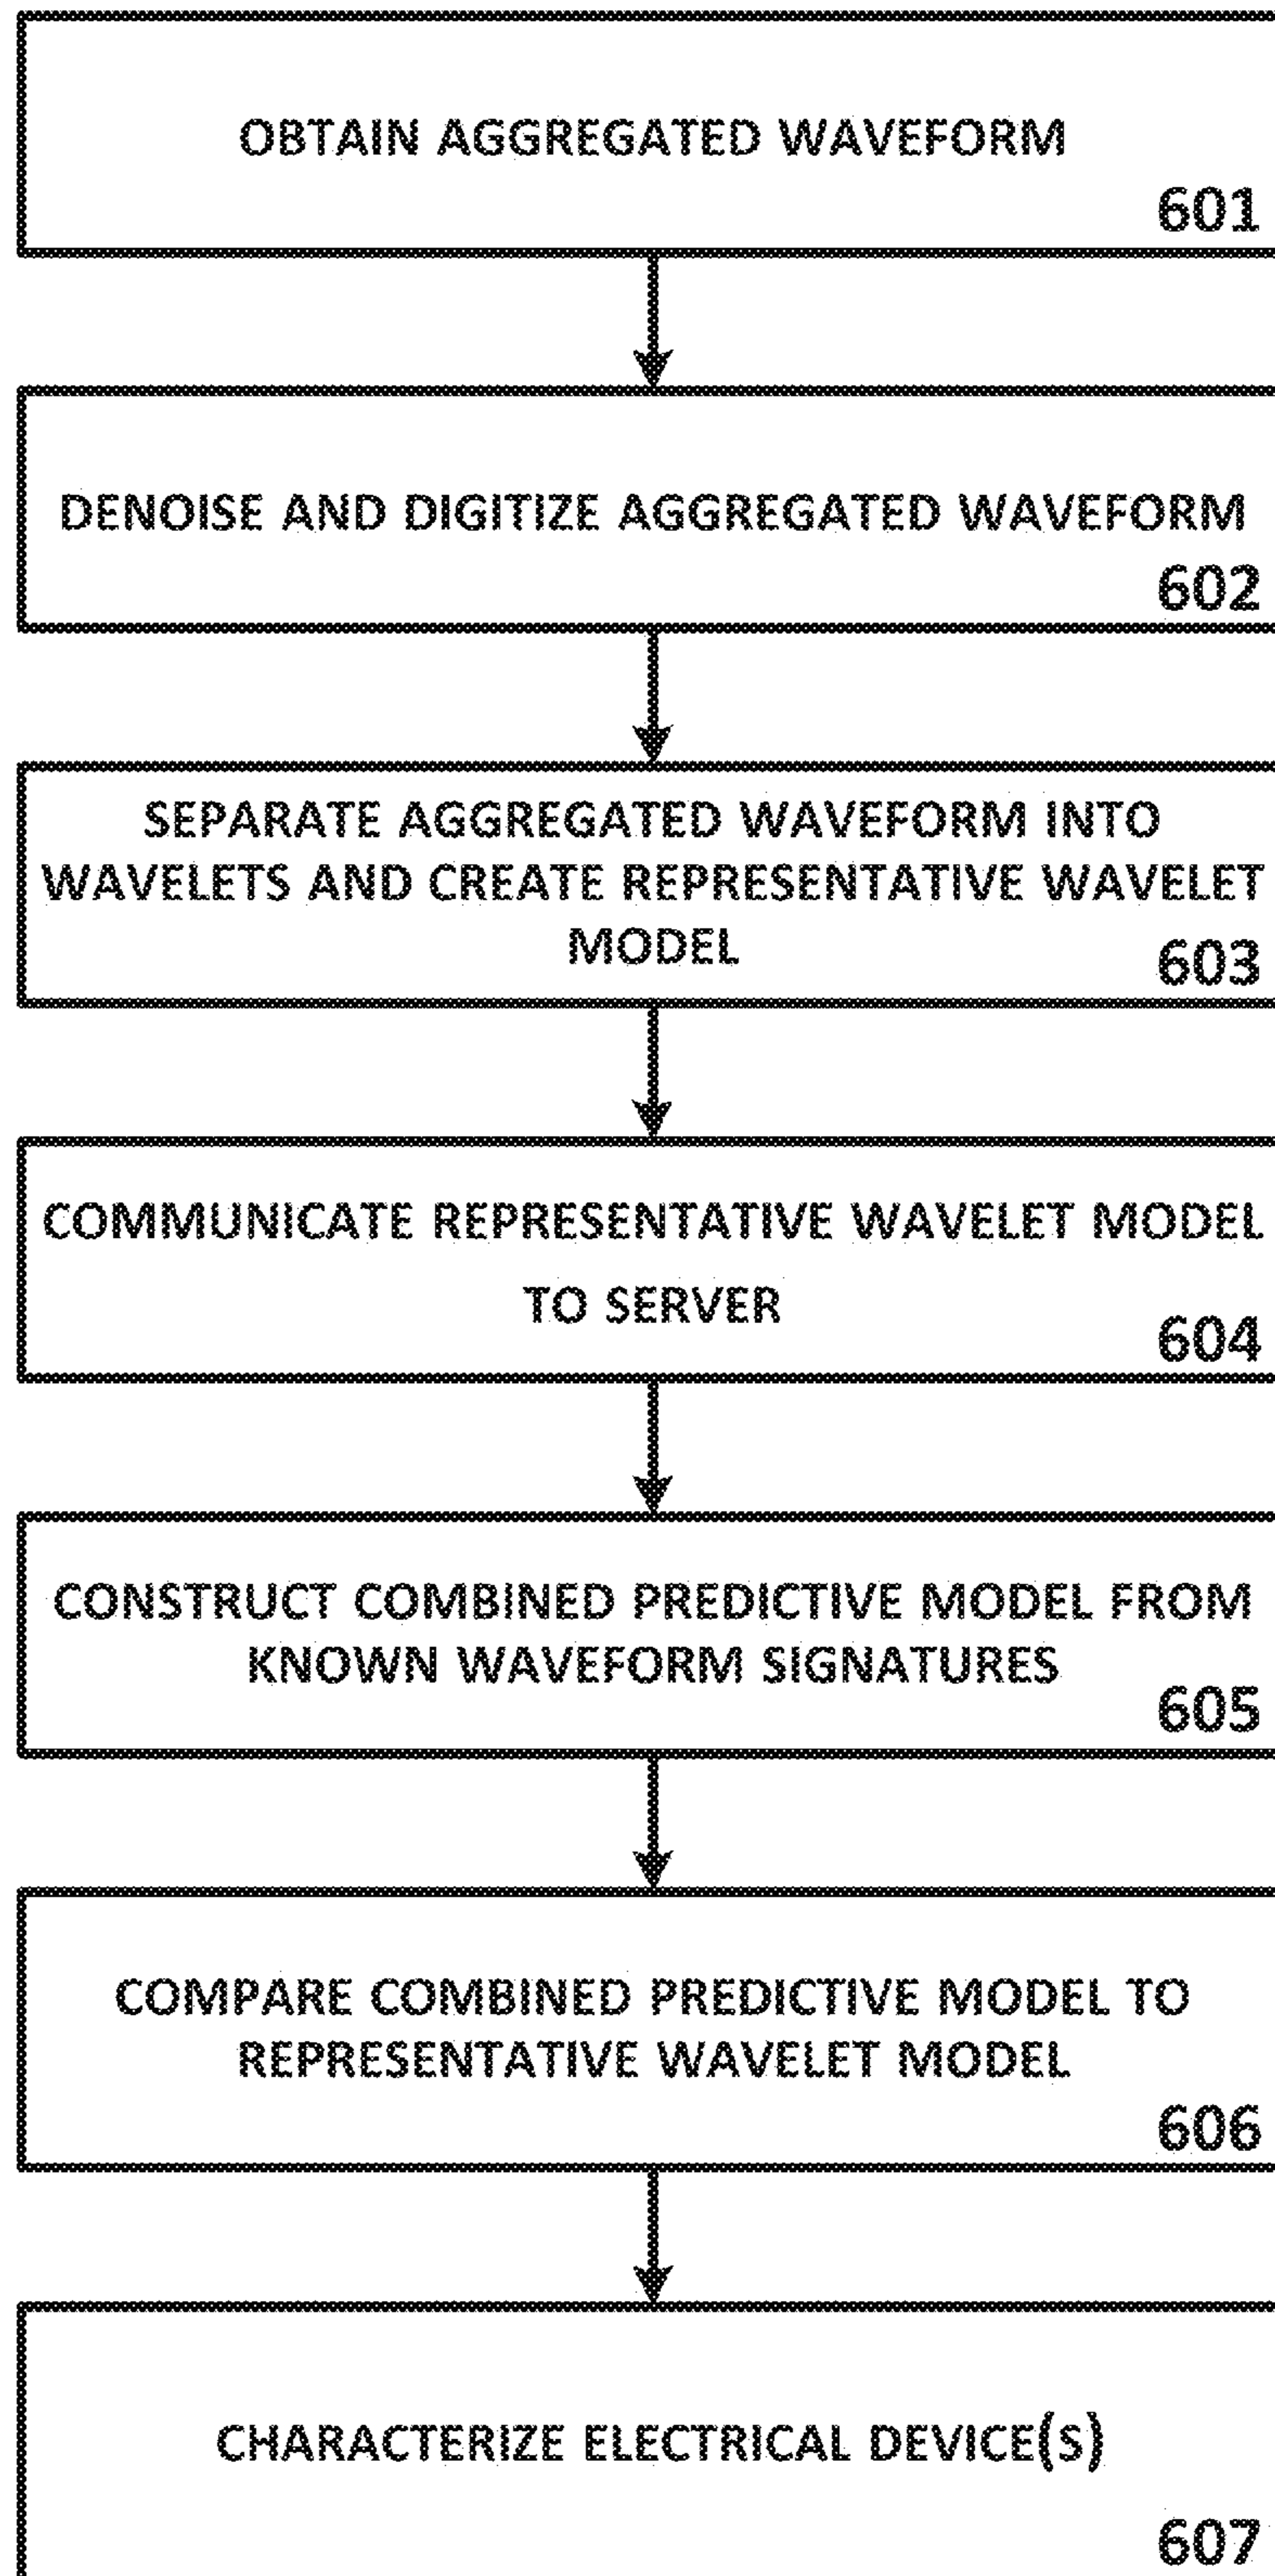 OBTAIN AGGREGATED WAVEFORM
601
DENOISE AND DIGITIZE AGGREGATED WAVEFORM
602
SEPARATE AGGREGATED WAVEFORM INTO
WAVELETS AND CREATE REPRESENTATIVE WAVELET
MODEL
603
COMMUNICATE REPRESENTATIVE WAVELET MODEL
TO SERVER
604
CONSTRUCT COMBINED PREDICTIVE MODEL FROM
KNOWN WAVEFORM SIGNATURES
605
COMPARE COMBINED PREDICTIVE MODEL TO
REPRESENTATIVE WAVELET MODEL
606
CHARACTERIZE ELECTRICAL DEVICE(S)
607